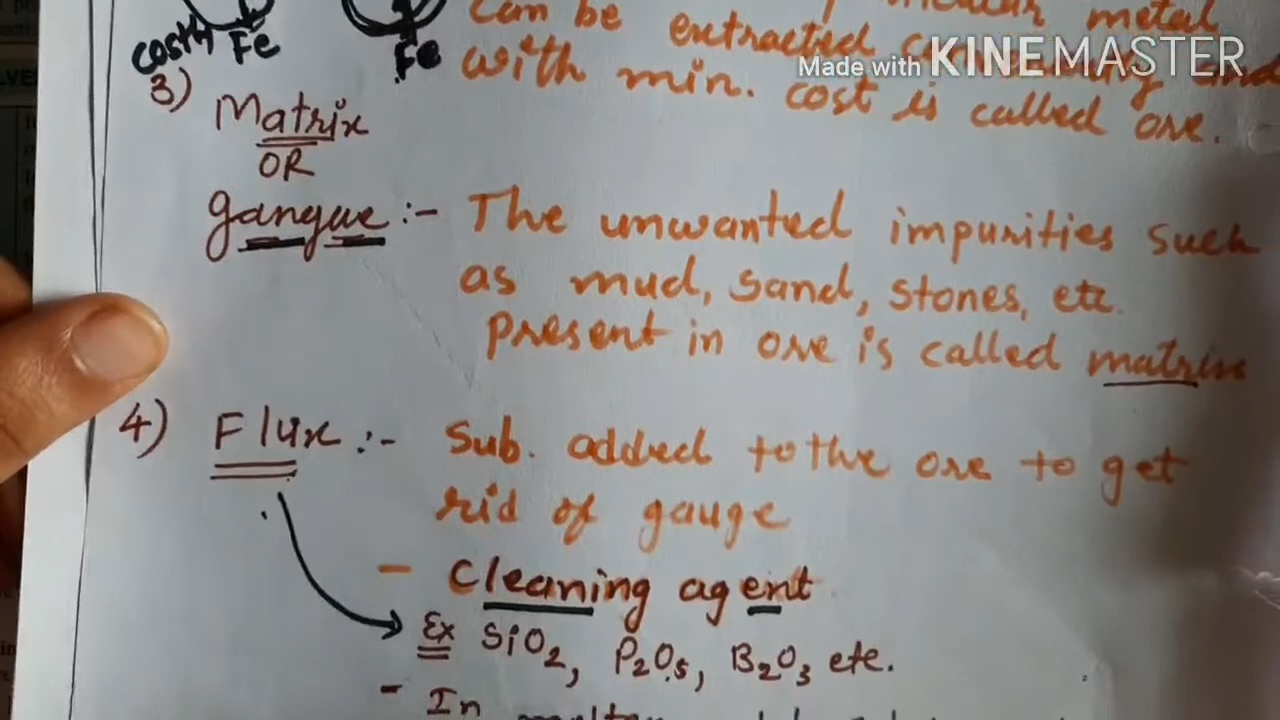 costly Fe
Fe
can be extracted
metal
with min. cost is called ore.
Made with KINEMASTER
3) Matrix
OR
gangue :- The unwanted impurities such
as mud, sand, stones, etc.
present in ore is called matrix
4) Flux :- Sub. added to the ore to get
rid of gauge
- Cleaning agent
Ex SiO2, P2O5, B2O3 etc.
- In